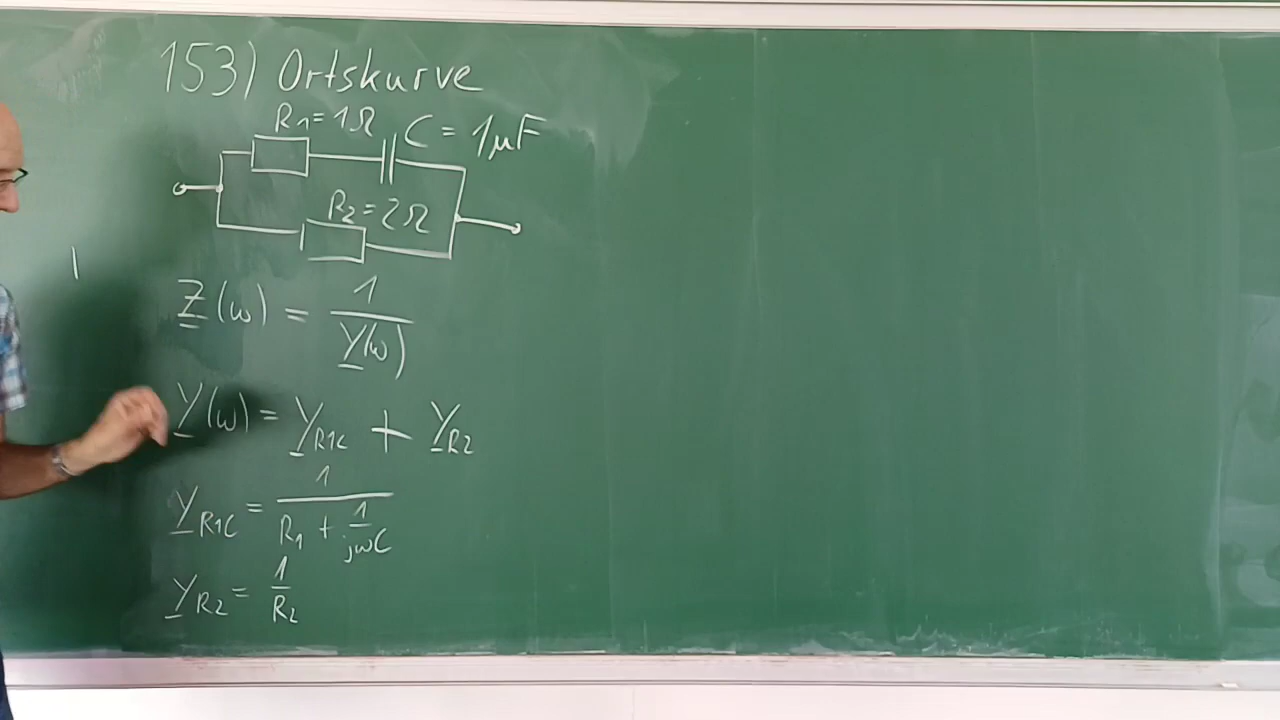 153) Ortskurve
R1 = 1Ω C = 1µF
R2 = 2Ω
Z(ω) = 1/Y(ω)
Y(ω) = Y_R1C + Y_R2
Y_R1C = 1/(R1 + 1/jωC)
Y_R2 = 1/R2